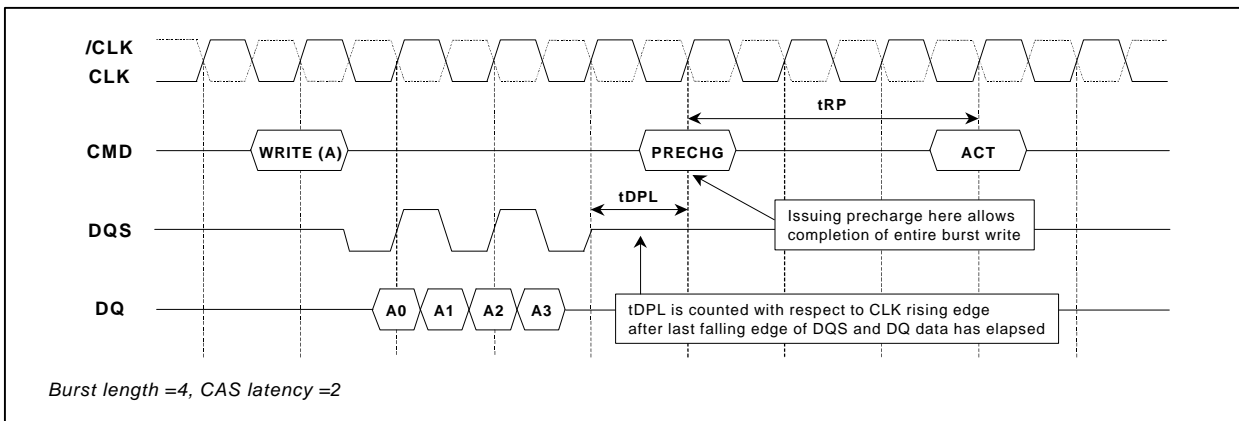 /CLK
CLK
tRP
CMD
WRITE (A)
PRECHG
ACT
tDPL
DQS
Issuing precharge here allows
completion of entire burst write
DQ
A0 A1 A2 A3
tDPL is counted with respect to CLK rising edge
after last falling edge of DQS and DQ data has elapsed
Burst length =4, CAS latency =2